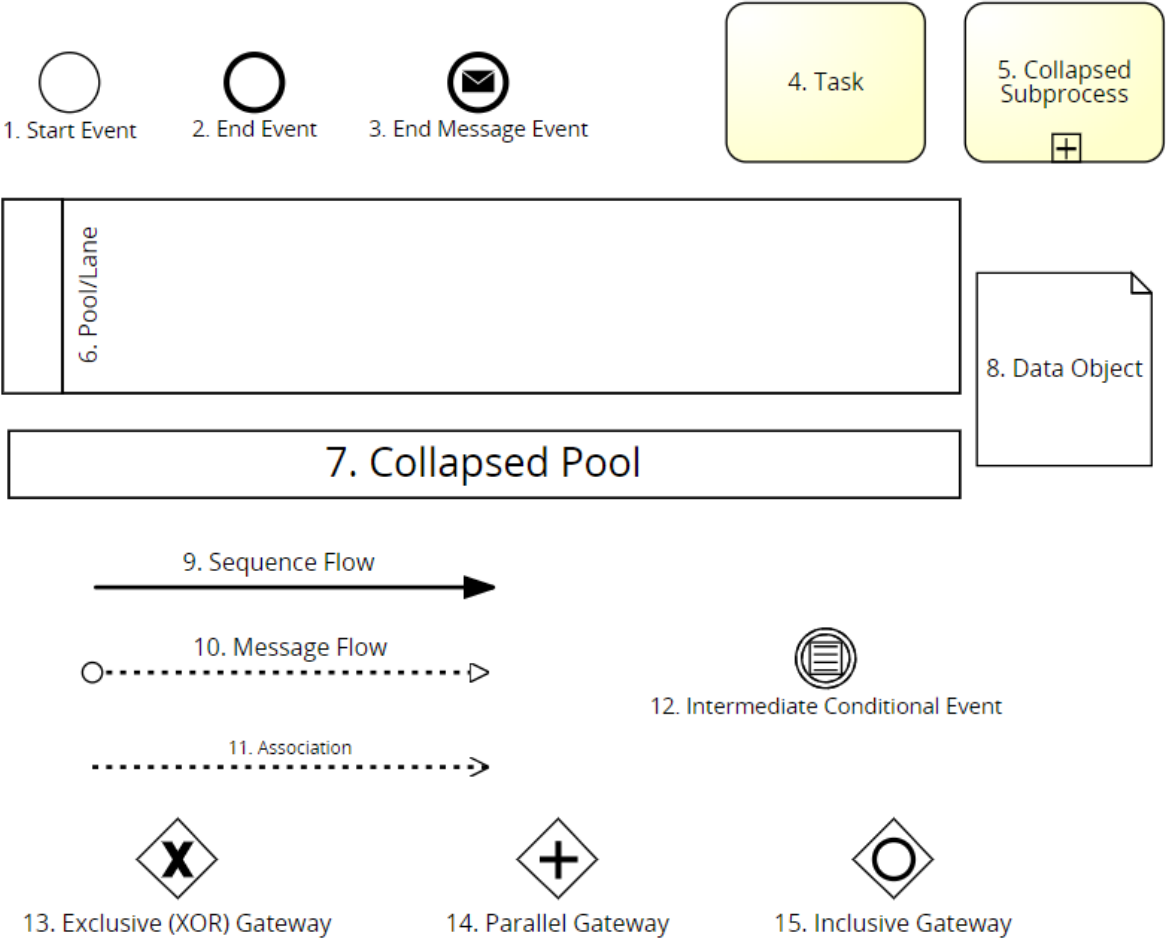 1. Start Event
2. End Event
3. End Message Event
4. Task
5. Collapsed
Subprocess
6. Pool/Lane
7. Collapsed Pool
8. Data Object
9. Sequence Flow
10. Message Flow
11. Association
12. Intermediate Conditional Event
X
13. Exclusive (XOR) Gateway
14. Parallel Gateway
15. Inclusive Gateway